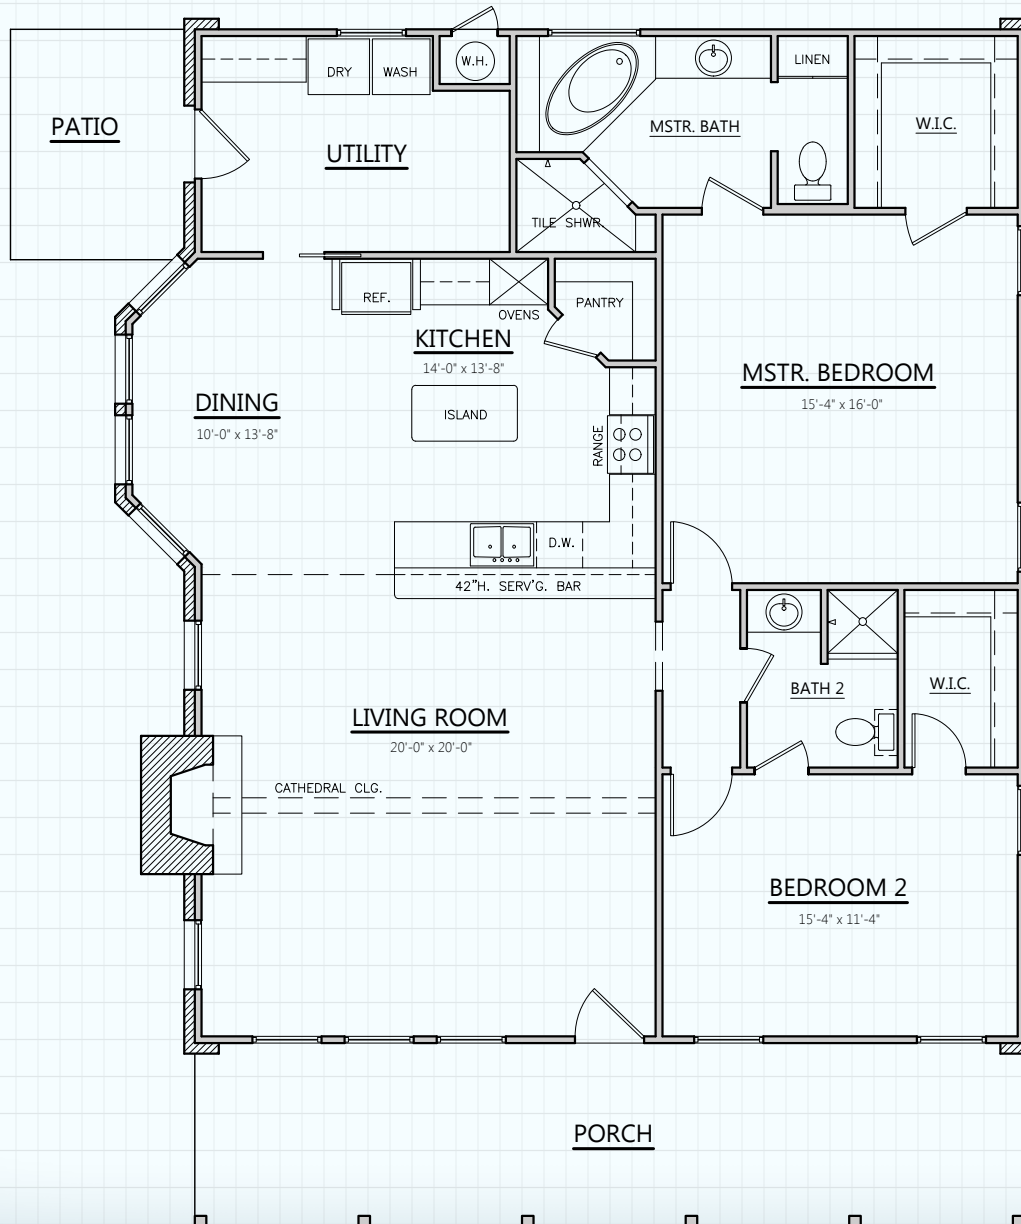 W.H.
LINEN
DRY
WASH
PATIO
UTILITY
MSTR. BATH
W.I.C.
TILE SHWR.
REF.
OVENS
PANTRY
KITCHEN
14'-0" x 13'-8"
MSTR. BEDROOM
15'-4" x 16'-0"
DINING
10'-0" x 13'-8"
ISLAND
RANGE
D.W.
42"H. SERV'G. BAR
BATH 2
W.I.C.
LIVING ROOM
20'-0" x 20'-0"
CATHEDRAL CLG.
BEDROOM 2
15'-4" x 11'-4"
PORCH